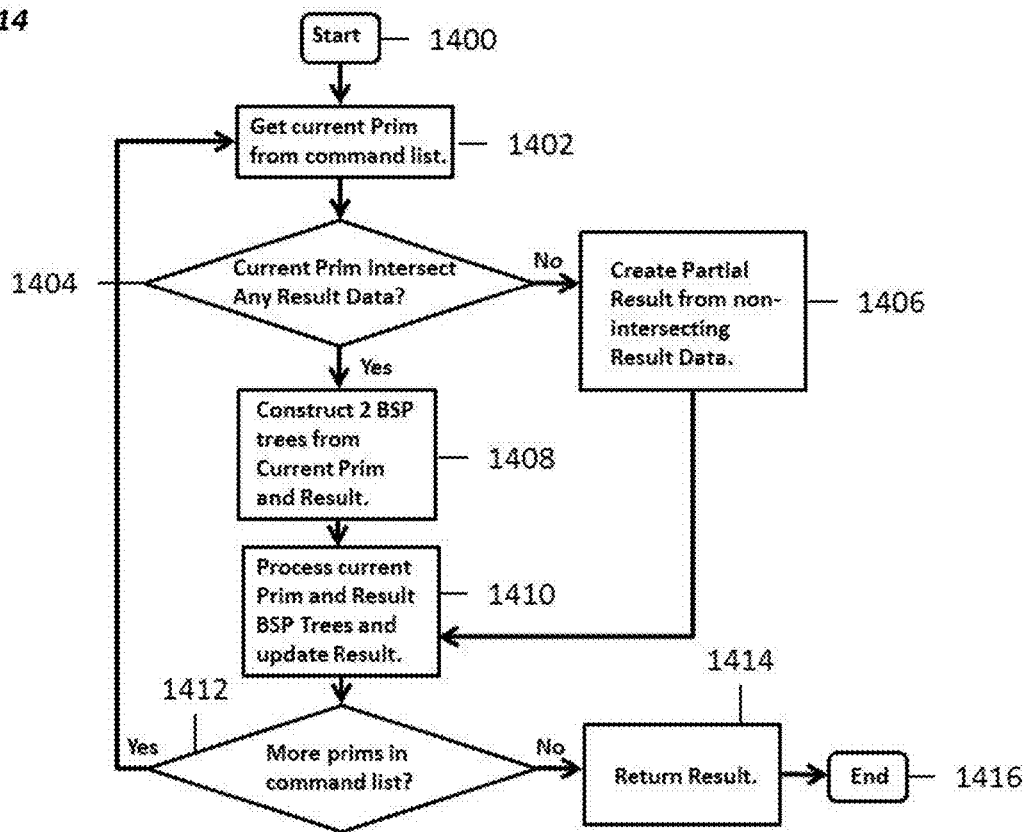 14
Start
1400
Get current Prim
from command list.
1402
1404
Current Prim Intersect
Any Result Data?
No
Create Partial
Result from non-
intersecting
Result Data.
1406
Yes
Construct 2 BSP
trees from
Current Prim
and Result.
1408
Process current
Prim and Result
BSP Trees and
update Result.
1410
1412
Yes
More prims in
command list?
No
1414
Return Result.
End
1416